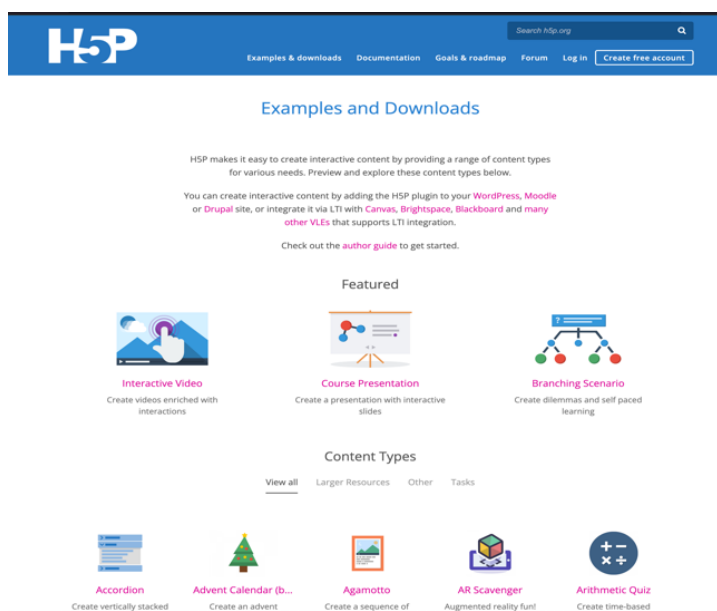 H5P
Search h5p.org
Examples & downloads Documentation Goals & roadmap Forum Log in Create free account
Examples and Downloads
H5P makes it easy to create interactive content by providing a range of content types
for various needs. Preview and explore these content types below.
You can create interactive content by adding the H5P plugin to your WordPress, Moodle
or Drupal site, or integrate it via LTI with Canvas, Brightspace, Blackboard and many
other VLEs that supports LTI integration.
Check out the author guide to get started.
Featured
?
Interactive Video Course Presentation Branching Scenario
Create videos enriched with Create a presentation with interactive Create dilemmas and self paced
interactions slides learning
Content Types
View all Larger Resources Other Tasks
+ − × ÷
Accordion Advent Calendar (b... Agamotto AR Scavenger Arithmetic Quiz
Create vertically stacked Create an advent Create a sequence of Augmented reality fun! Create time-based